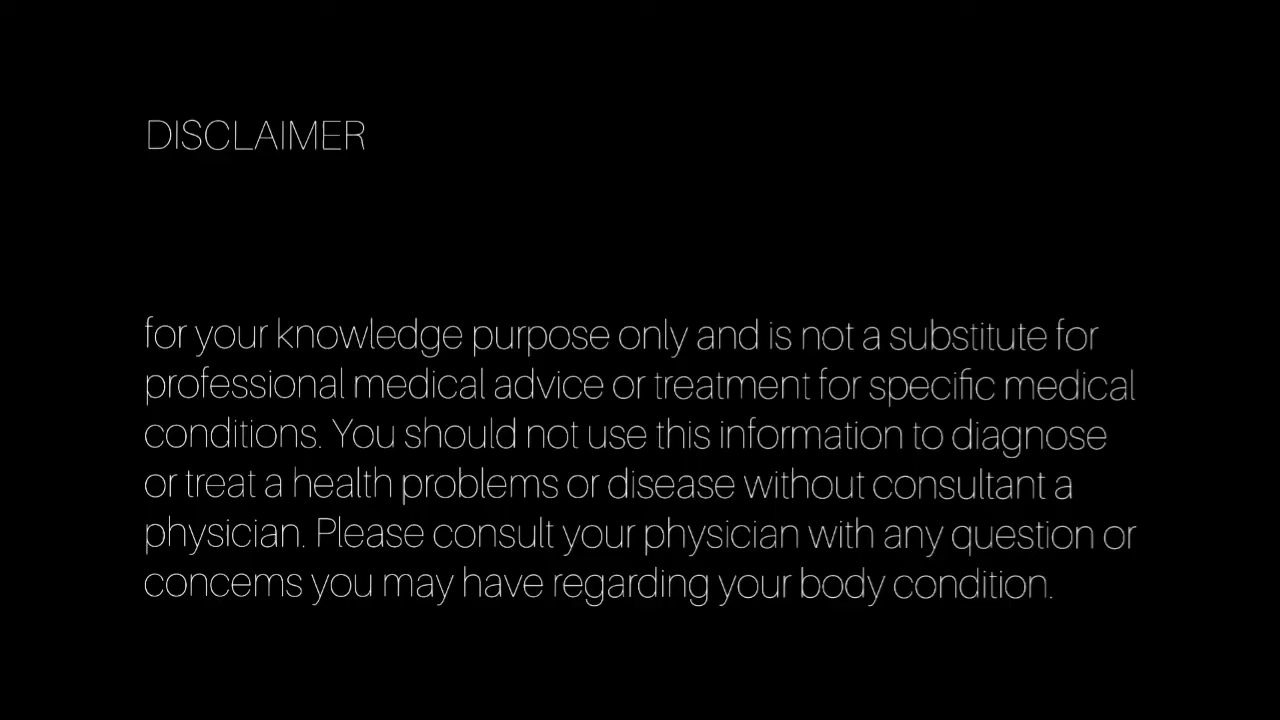 DISCLAIMER
for your knowledge purpose only and is not a substitute for
professional medical advice or treatment for specific medical
conditions. You should not use this information to diagnose
or treat a health problems or disease without consultant a
physician. Please consult your physician with any question or
concerns you may have regarding your body condition.